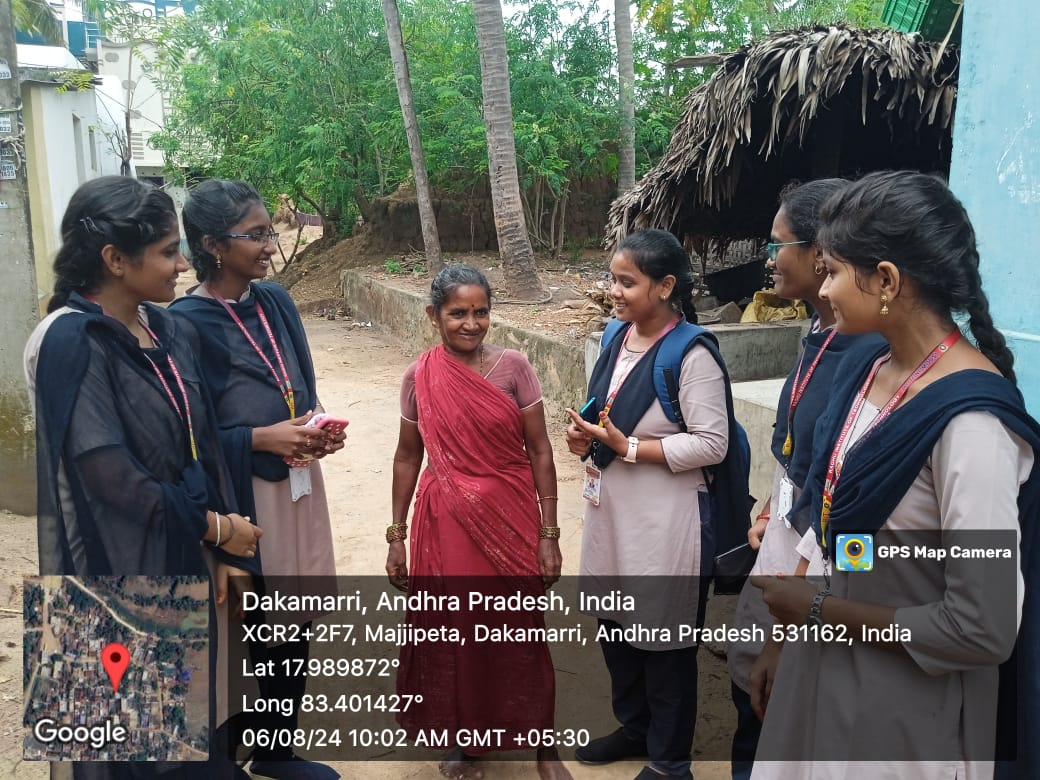 GPS Map Camera
Dakamarri, Andhra Pradesh, India
XCR2+2F7, Majjipeta, Dakamarri, Andhra Pradesh 531162, India
Lat 17.989872°
Long 83.401427°
06/08/24 10:02 AM GMT +05:30
Google